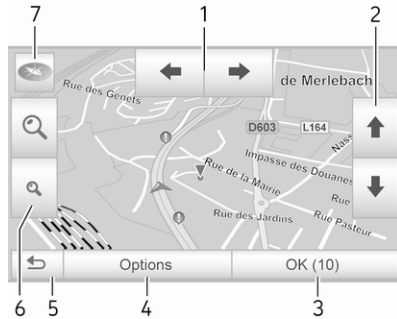 7
1
2
Rue des Genets
de Merlebach
D603
L164
Nass
Impasse des Douanes
Rue de la Mairie
Rue
Rue des Jardins
Rue Pasteur
Options
OK (10)
6
5
4
3